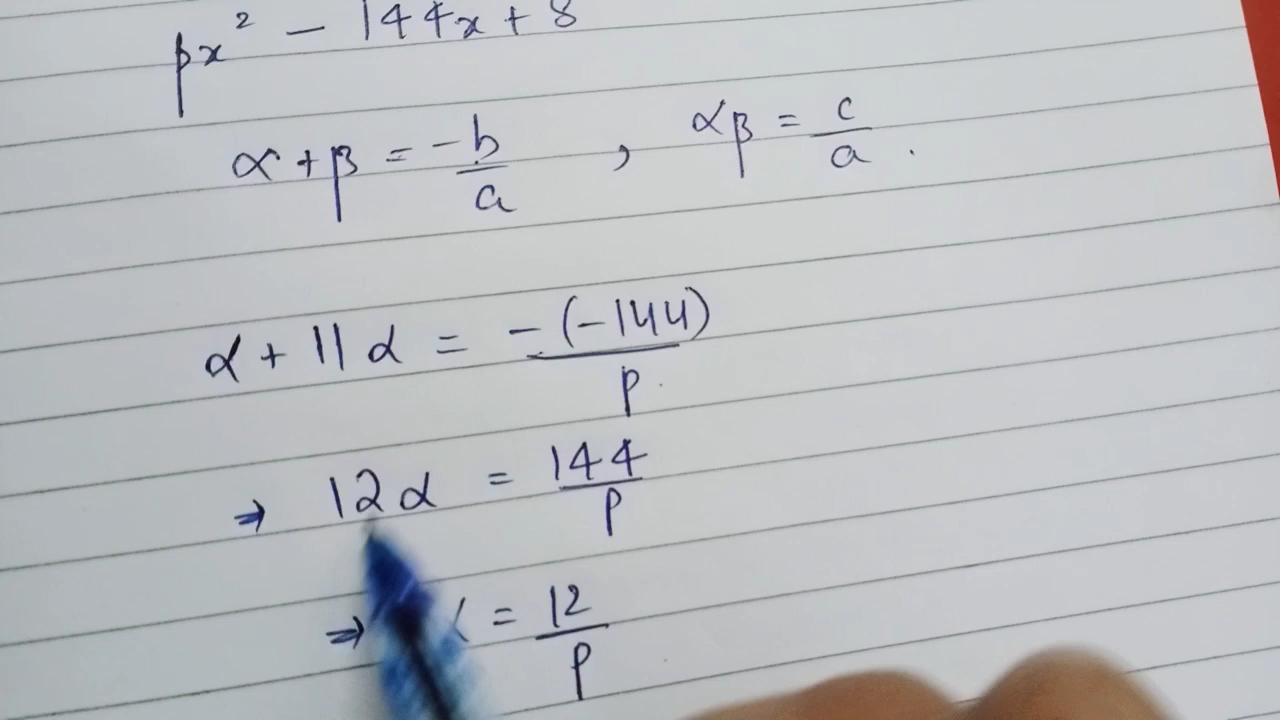 px² - 144x + 8
α + β = -b/a , αβ = c/a .
α + 11α = -(-144)/p.
⇒ 12α = 144/p
⇒ = 12/p